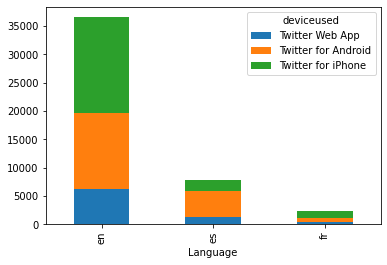 deviceused
Twitter Web App
Twitter for Android
Twitter for iPhone
35000
30000
25000
20000
15000
10000
5000
0
en
es
fr
Language